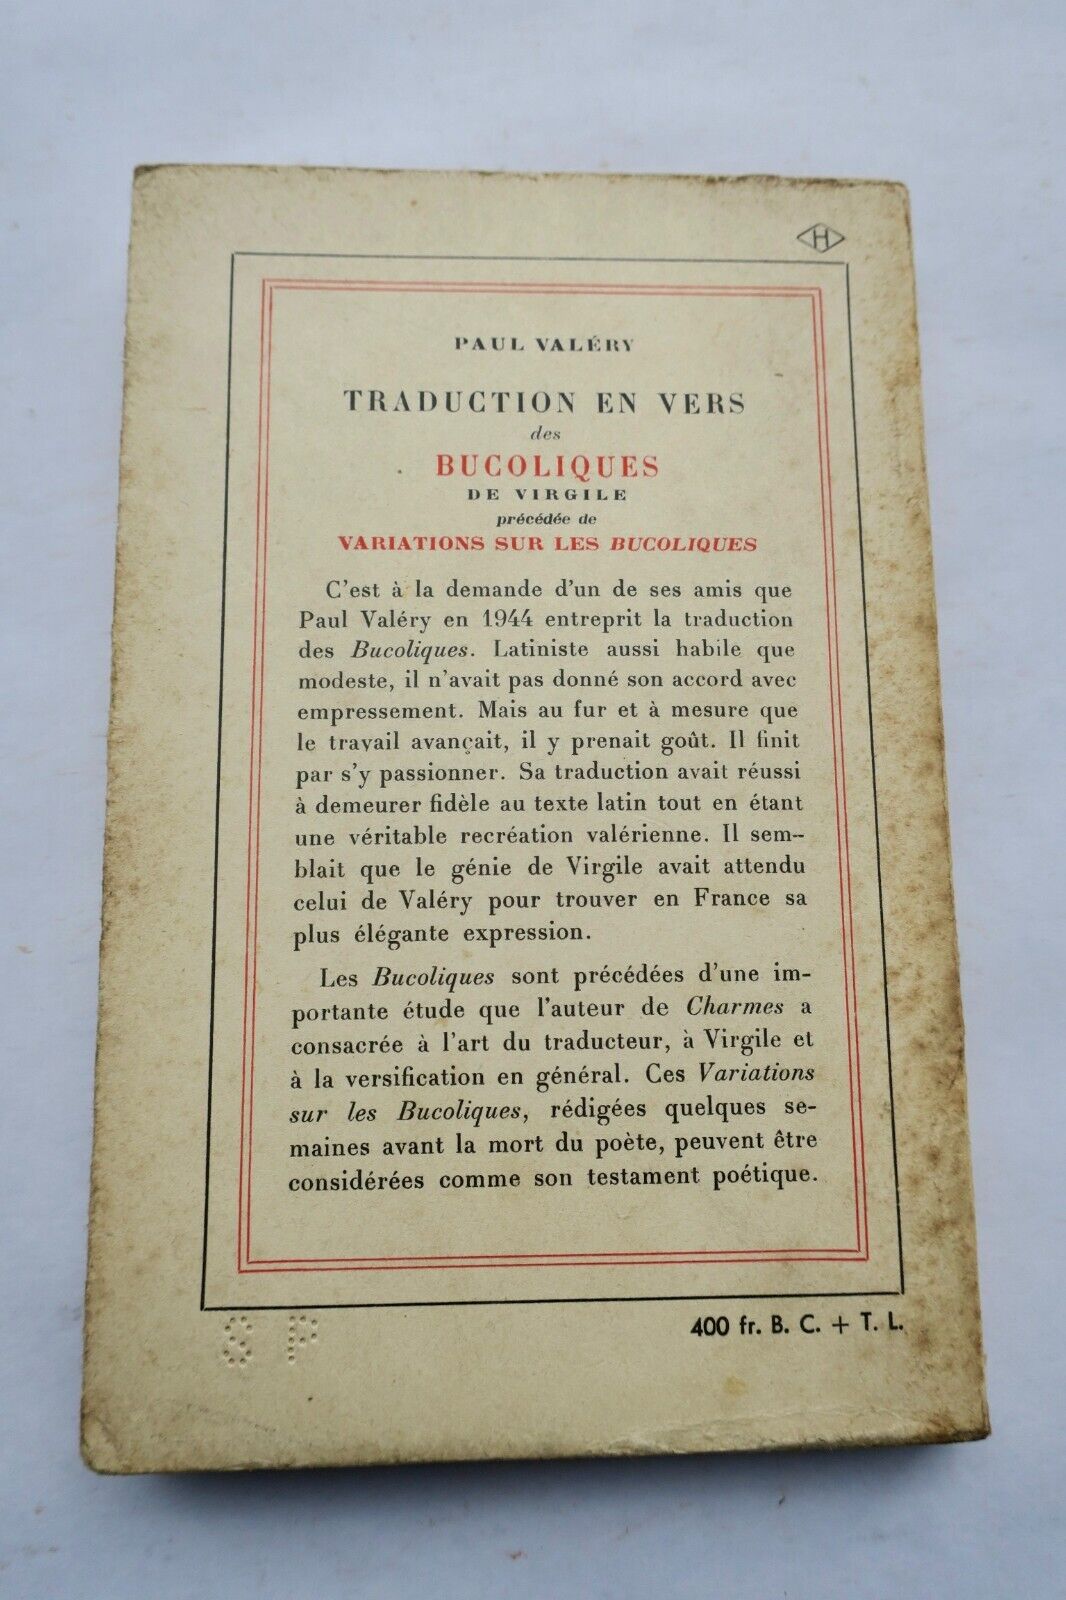 H
PAUL VALÉRY
TRADUCTION EN VERS
des
BUCOLIQUES
DE VIRGILE
précédée de
VARIATIONS SUR LES BUCOLIQUES
C'est à la demande d'un de ses amis que
Paul Valéry en 1944 entreprit la traduction
des Bucoliques. Latiniste aussi habile que
modeste, il n'avait pas donné son accord avec
empressement. Mais au fur et à mesure que
le travail avançait, il y prenait goût. Il finit
par s'y passionner. Sa traduction avait réussi
à demeurer fidèle au texte latin tout en étant
une véritable recréation valérienne. Il sem-
blait que le génie de Virgile avait attendu
celui de Valéry pour trouver en France sa
plus élégante expression.
Les Bucoliques sont précédées d'une im-
portante étude que l'auteur de Charmes a
consacrée à l'art du traducteur, à Virgile et
à la versification en général. Ces Variations
sur les Bucoliques, rédigées quelques se-
maines avant la mort du poète, peuvent être
considérées comme son testament poétique.
S P
400 fr. B. C. + T. L.